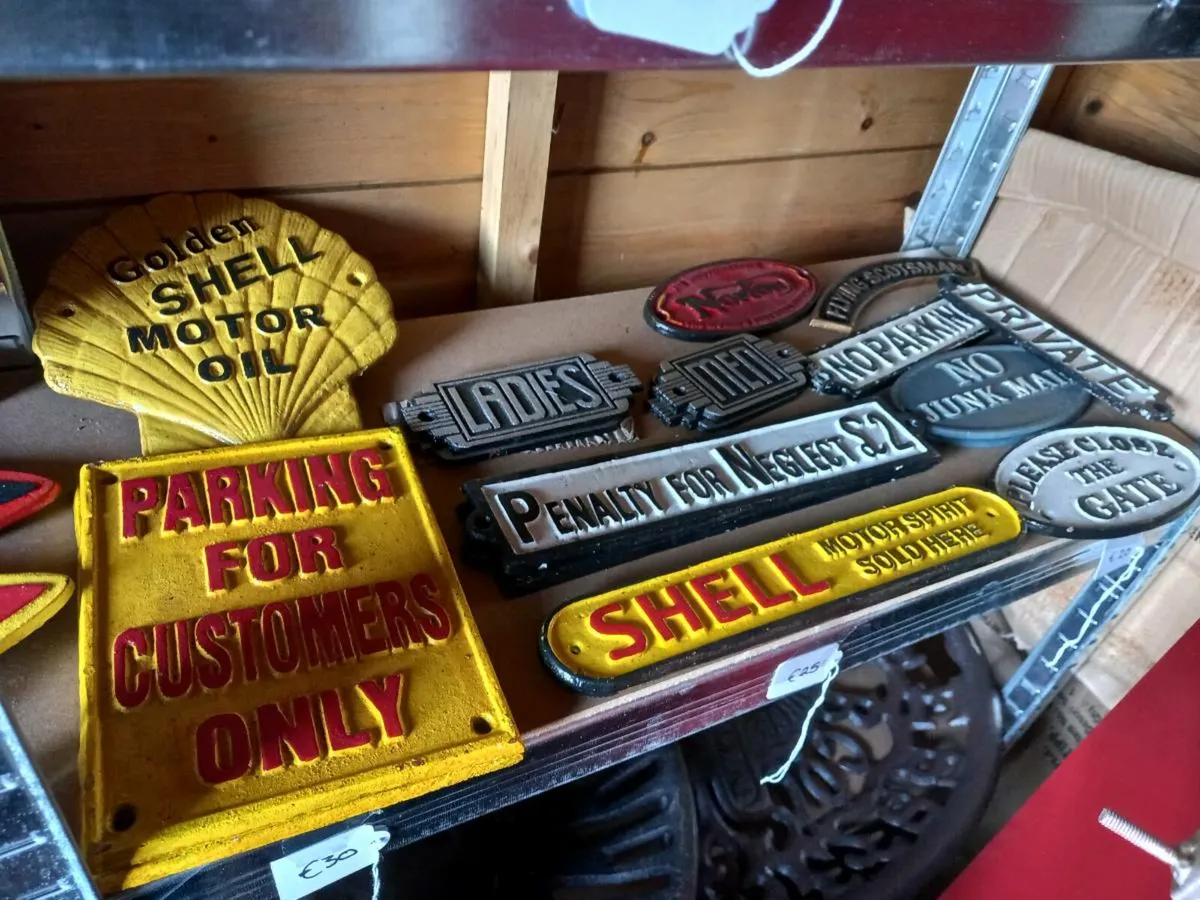 Golden
SHELL
MOTOR
OIL
PARKING
FOR
CUSTOMERS
ONLY
LADIES
MEN
Norton
FLYING SCOTSMAN
NO PARKING
PRIVATE
NO
JUNK MAIL
PENALTY FOR NEGLECT £2
PLEASE CLOSE
THE
GATE
SHELL
MOTOR SPIRIT
SOLD HERE
€30
€25